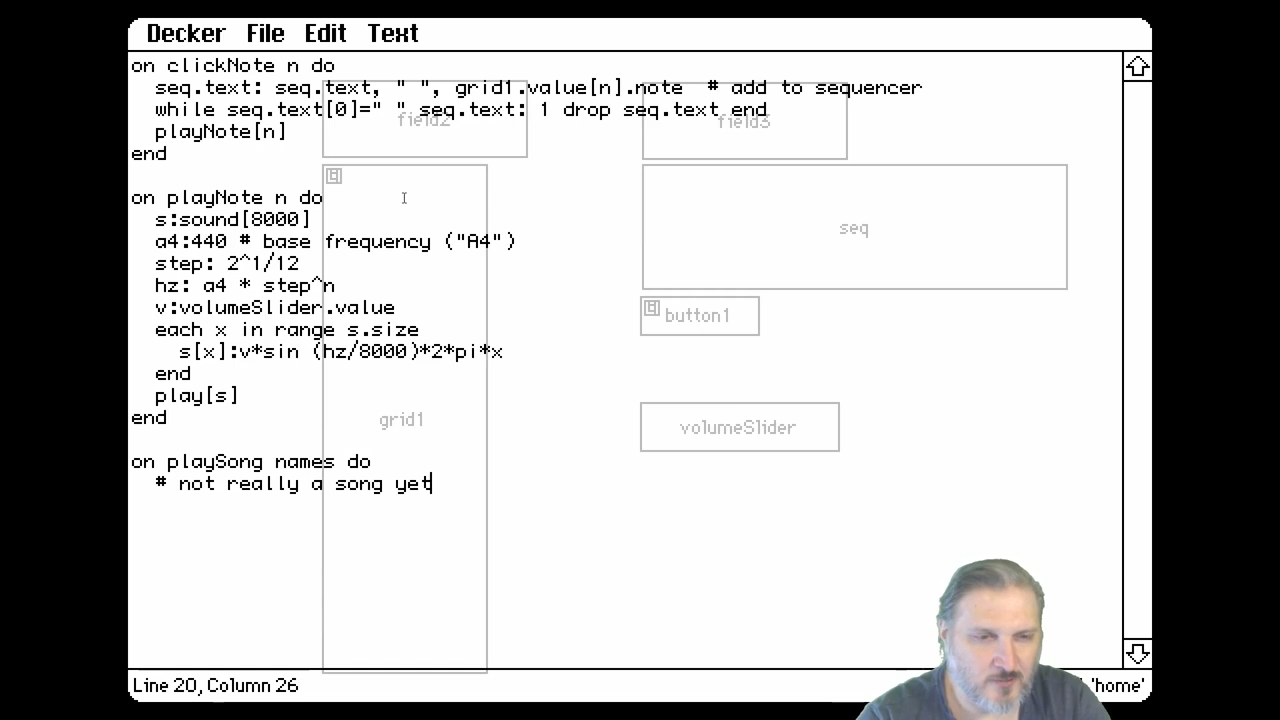 Decker File Edit Text
on clickNote n do
  seq.text: seq.text, " ", grid1.value[n].note  # add to sequencer
  while seq.text[0]=" " seq.text: 1 drop seq.text end
field2
field3
  playNote[n]
end
on playNote n do
  s:sound[8000]
seq
  a4:440 # base frequency ("A4")
  step: 2^1/12
  hz: a4 * step^n
  v:volumeSlider.value
button1
  each x in range s.size
    s[x]:v*sin (hz/8000)*2*pi*x
  end
  play[s]
end
grid1
volumeSlider
on playSong names do
  # not really a song yet
Line 20, Column 26
'home'